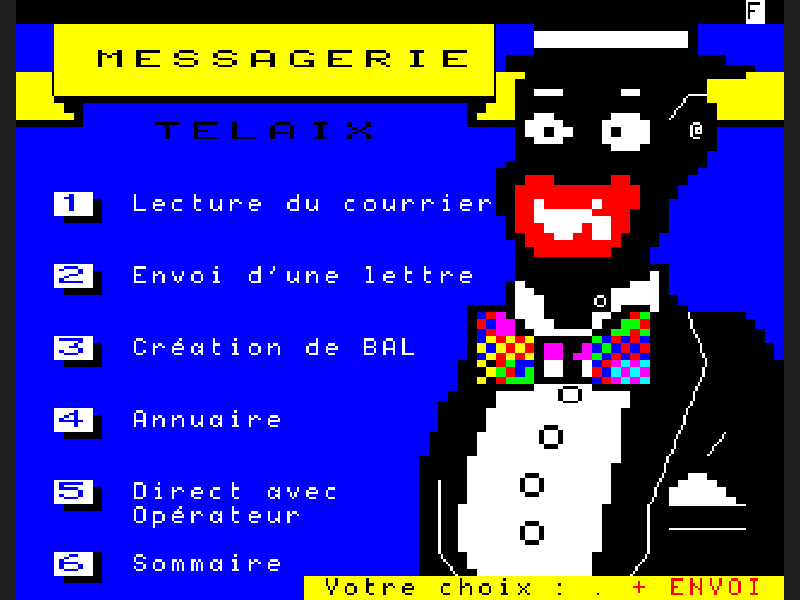 F
MESSAGERIE
TELAIX
1 Lecture du courrier
2 Envoi d'une lettre
3 Création de BAL
4 Annuaire
5 Direct avec
Opérateur
6 Sommaire
Votre choix : . + ENVOI